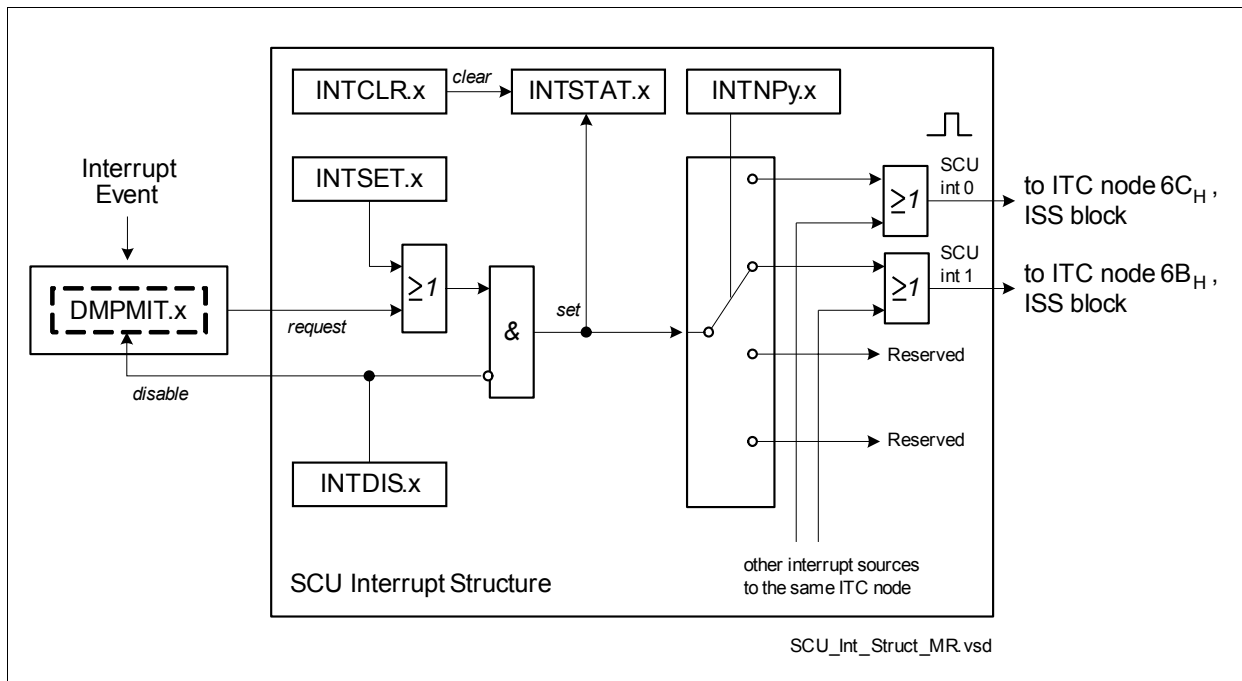 INTCLR.x
clear
INTSTAT.x
INTNPy.x
Interrupt
Event
INTSET.x
DMPMIT.x
request
disable
≥1
&
set
INTDIS.x
≥1
SCU
int 0
to ITC node 6CH ,
ISS block
≥1
SCU
int 1
to ITC node 6BH ,
ISS block
Reserved
Reserved
other interrupt sources
to the same ITC node
SCU Interrupt Structure
SCU_Int_Struct_MR.vsd